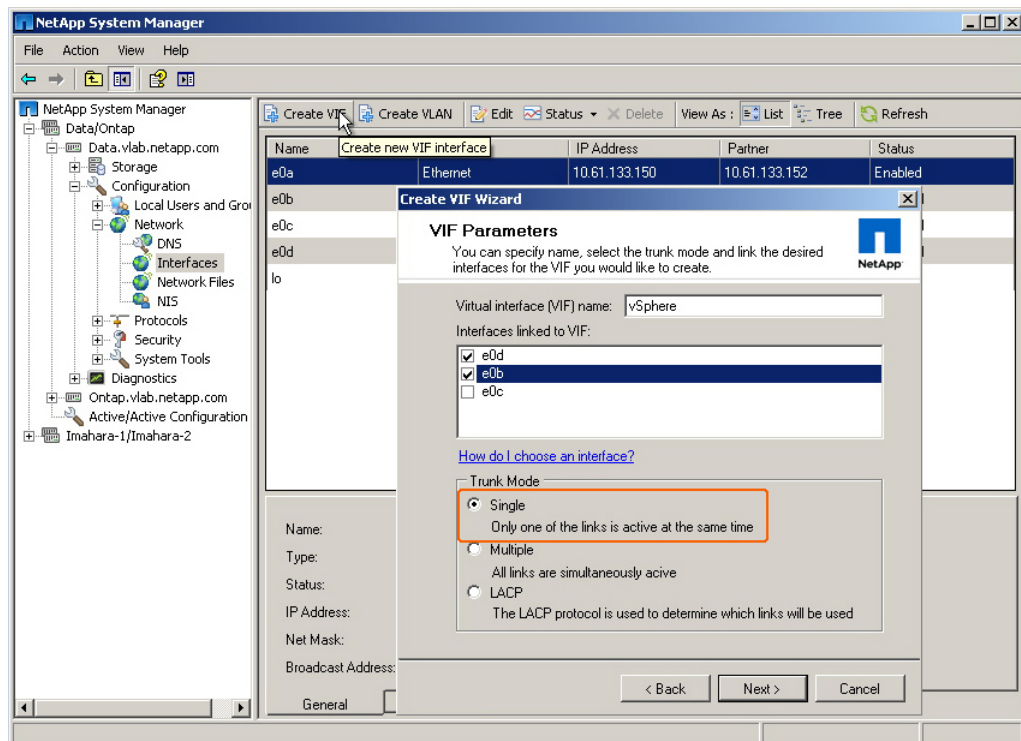 NetApp System Manager
File Action View Help
NetApp System Manager
Data/Ontap
Data.vlab.netapp.com
Storage
Configuration
Local Users and Grou
Network
DNS
Interfaces
Network Files
NIS
Protocols
Security
System Tools
Diagnostics
Ontap.vlab.netapp.com
Active/Active Configuration
Imahara-1/Imahara-2
Create VIF Create VLAN Edit Status Delete View As : List Tree Refresh
Create new VIF interface
Name IP Address Partner Status
e0a Ethernet 10.61.133.150 10.61.133.152 Enabled
e0b
e0c
e0d
lo
Name:
Type:
Status:
IP Address:
Net Mask:
Broadcast Address:
General
Create VIF Wizard
VIF Parameters
You can specify name, select the trunk mode and link the desired
interfaces for the VIF you would like to create.
NetApp
Virtual interface (VIF) name: vSphere
Interfaces linked to VIF:
e0d
e0b
e0c
How do I choose an interface?
Trunk Mode
Single
Only one of the links is active at the same time
Multiple
All links are simultaneously acive
LACP
The LACP protocol is used to determine which links will be used
< Back Next > Cancel